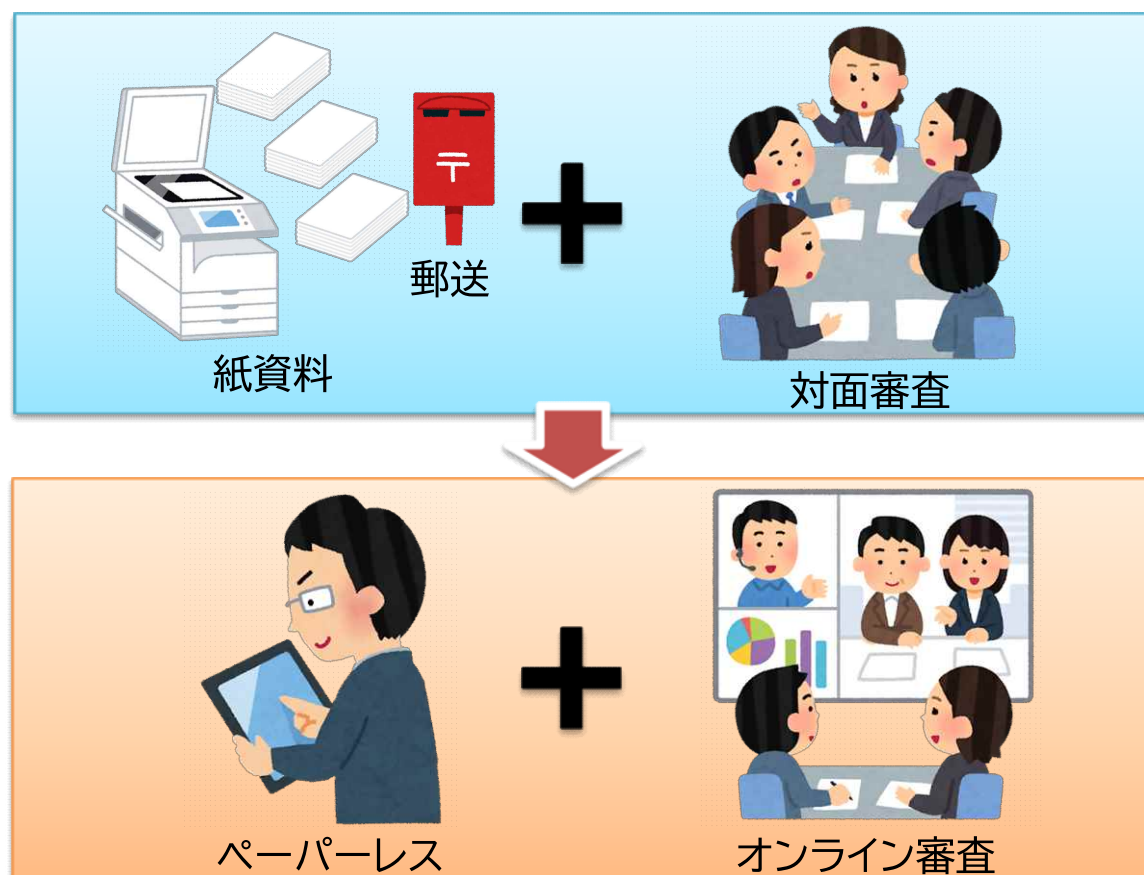 〒
郵送
紙資料
対面審査
ペーパーレス
オンライン審査